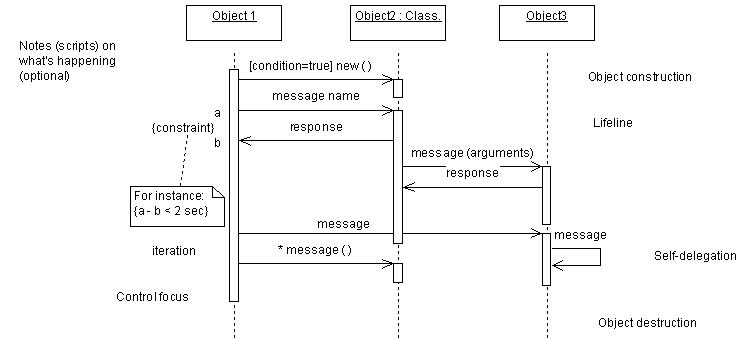 Object 1
Object2 : Class.
Object3
Notes (scripts) on
what's happening
(optional)
[condition=true] new ( )
Object construction
message name
a
{constraint}
b
response
Lifeline
message (arguments)
response
For instance:
{a - b < 2 sec}
message
message
iteration
* message ( )
Self-delegation
Control focus
Object destruction